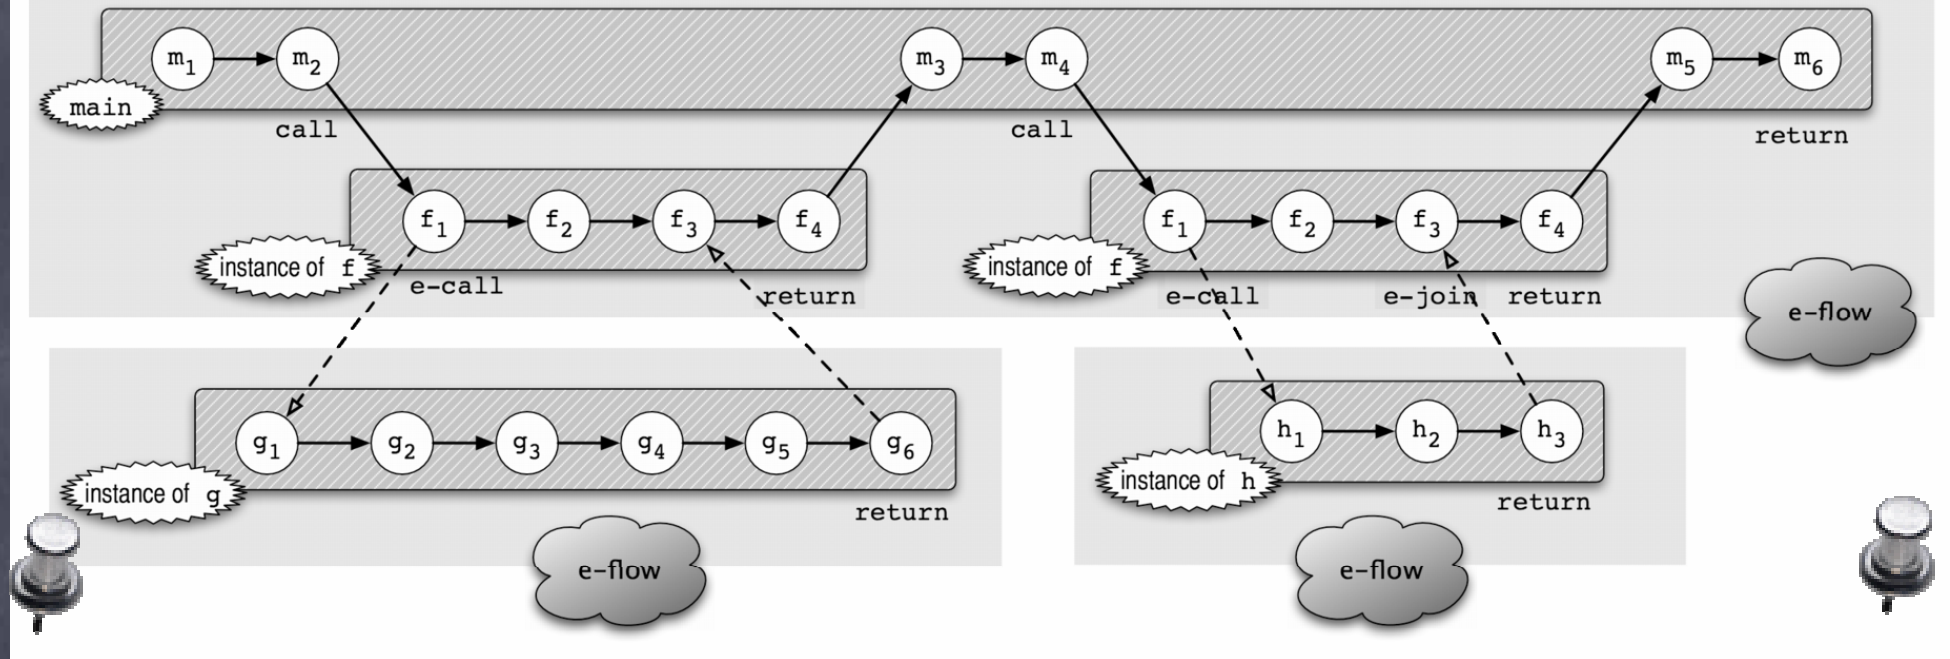 m1 m2 m3 m4 m5 m6
main
call call return
f1 f2 f3 f4 f1 f2 f3 f4
instance of f instance of f
e-call return e-call e-join return
e-flow
g1 g2 g3 g4 g5 g6 h1 h2 h3
instance of g instance of h
return return
e-flow e-flow